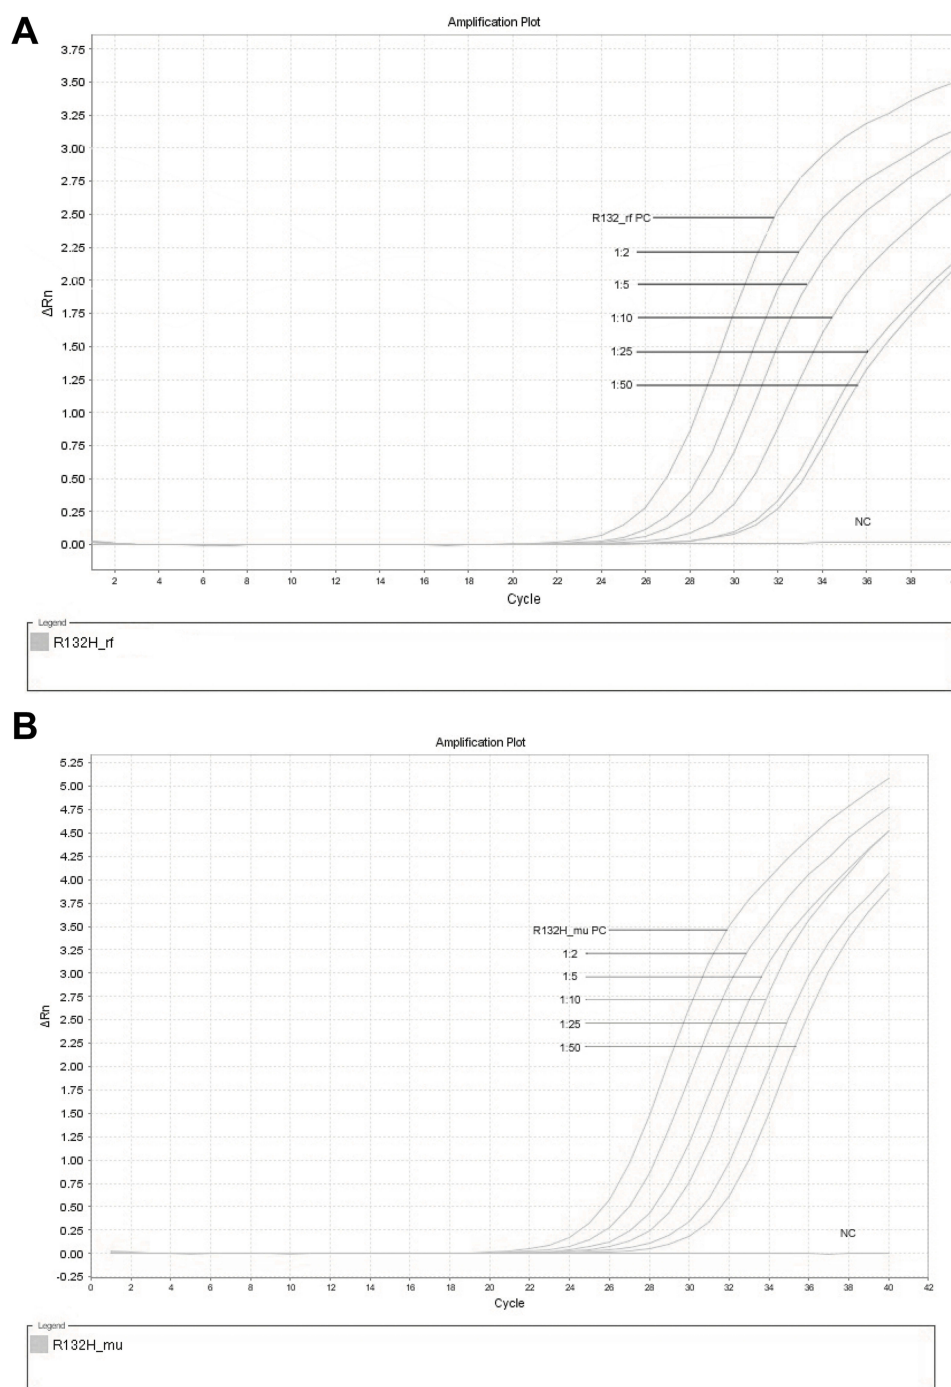 A
Amplification Plot
3.75
3.50
3.25
3.00
2.75
2.50
2.25
2.00
1.75
1.50
1.25
1.00
0.75
0.50
0.25
0.00
ΔRn
R132_rf PC
1:2
1:5
1:10
1:25
1:50
NC
2 4 6 8 10 12 14 16 18 20 22 24 26 28 30 32 34 36 38
Cycle
Legend
R132H_rf
B
Amplification Plot
5.25
5.00
4.75
4.50
4.25
4.00
3.75
3.50
3.25
3.00
2.75
2.50
2.25
2.00
1.75
1.50
1.25
1.00
0.75
0.50
0.25
0.00
-0.25
ΔRn
R132H_mu PC
1:2
1:5
1:10
1:25
1:50
NC
0 2 4 6 8 10 12 14 16 18 20 22 24 26 28 30 32 34 36 38 40 42
Cycle
Legend
R132H_mu